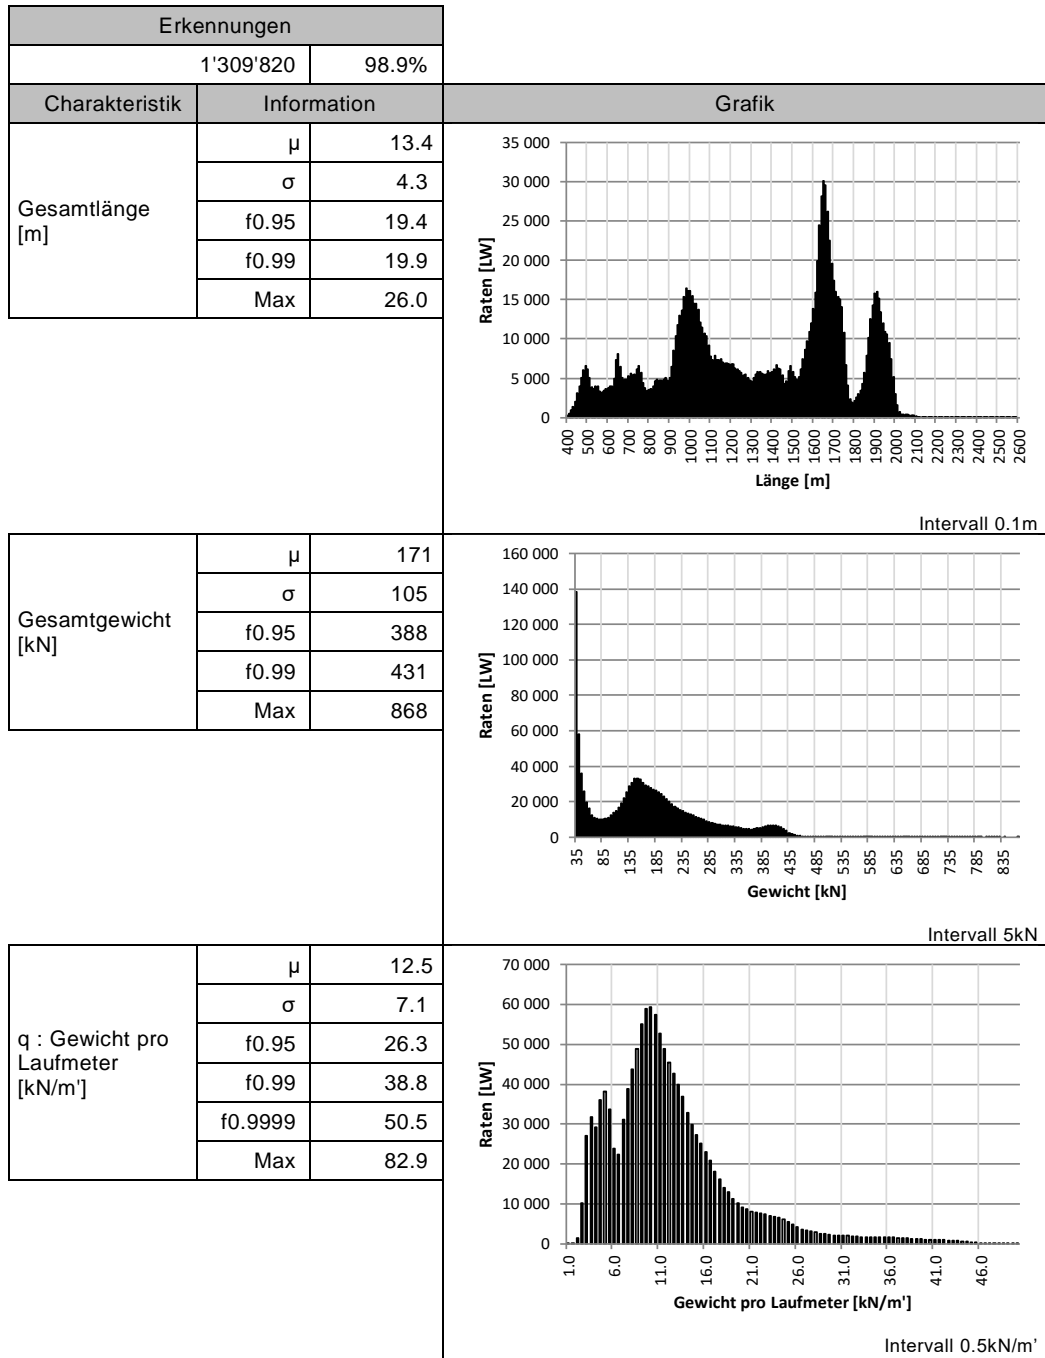 Erkennungen
1'309'820 98.9%
Charakteristik Information Grafik
Gesamtlänge
[m]
μ 13.4
σ 4.3
f0.95 19.4
f0.99 19.9
Max 26.0
35 000
30 000
25 000
20 000
15 000
10 000
5 000
0
Raten [LW]
400 500 600 700 800 900 1000 1100 1200 1300 1400 1500 1600 1700 1800 1900 2000 2100 2200 2300 2400 2500 2600
Länge [m]
Intervall 0.1m
Gesamtgewicht
[kN]
μ 171
σ 105
f0.95 388
f0.99 431
Max 868
160 000
140 000
120 000
100 000
80 000
60 000
40 000
20 000
0
Raten [LW]
35 85 135 185 235 285 335 385 435 485 535 585 635 685 735 785 835
Gewicht [kN]
Intervall 5kN
q : Gewicht pro
Laufmeter
[kN/m']
μ 12.5
σ 7.1
f0.95 26.3
f0.99 38.8
f0.9999 50.5
Max 82.9
70 000
60 000
50 000
40 000
30 000
20 000
10 000
0
Raten [LW]
1.0 6.0 11.0 16.0 21.0 26.0 31.0 36.0 41.0 46.0
Gewicht pro Laufmeter [kN/m']
Intervall 0.5kN/m’